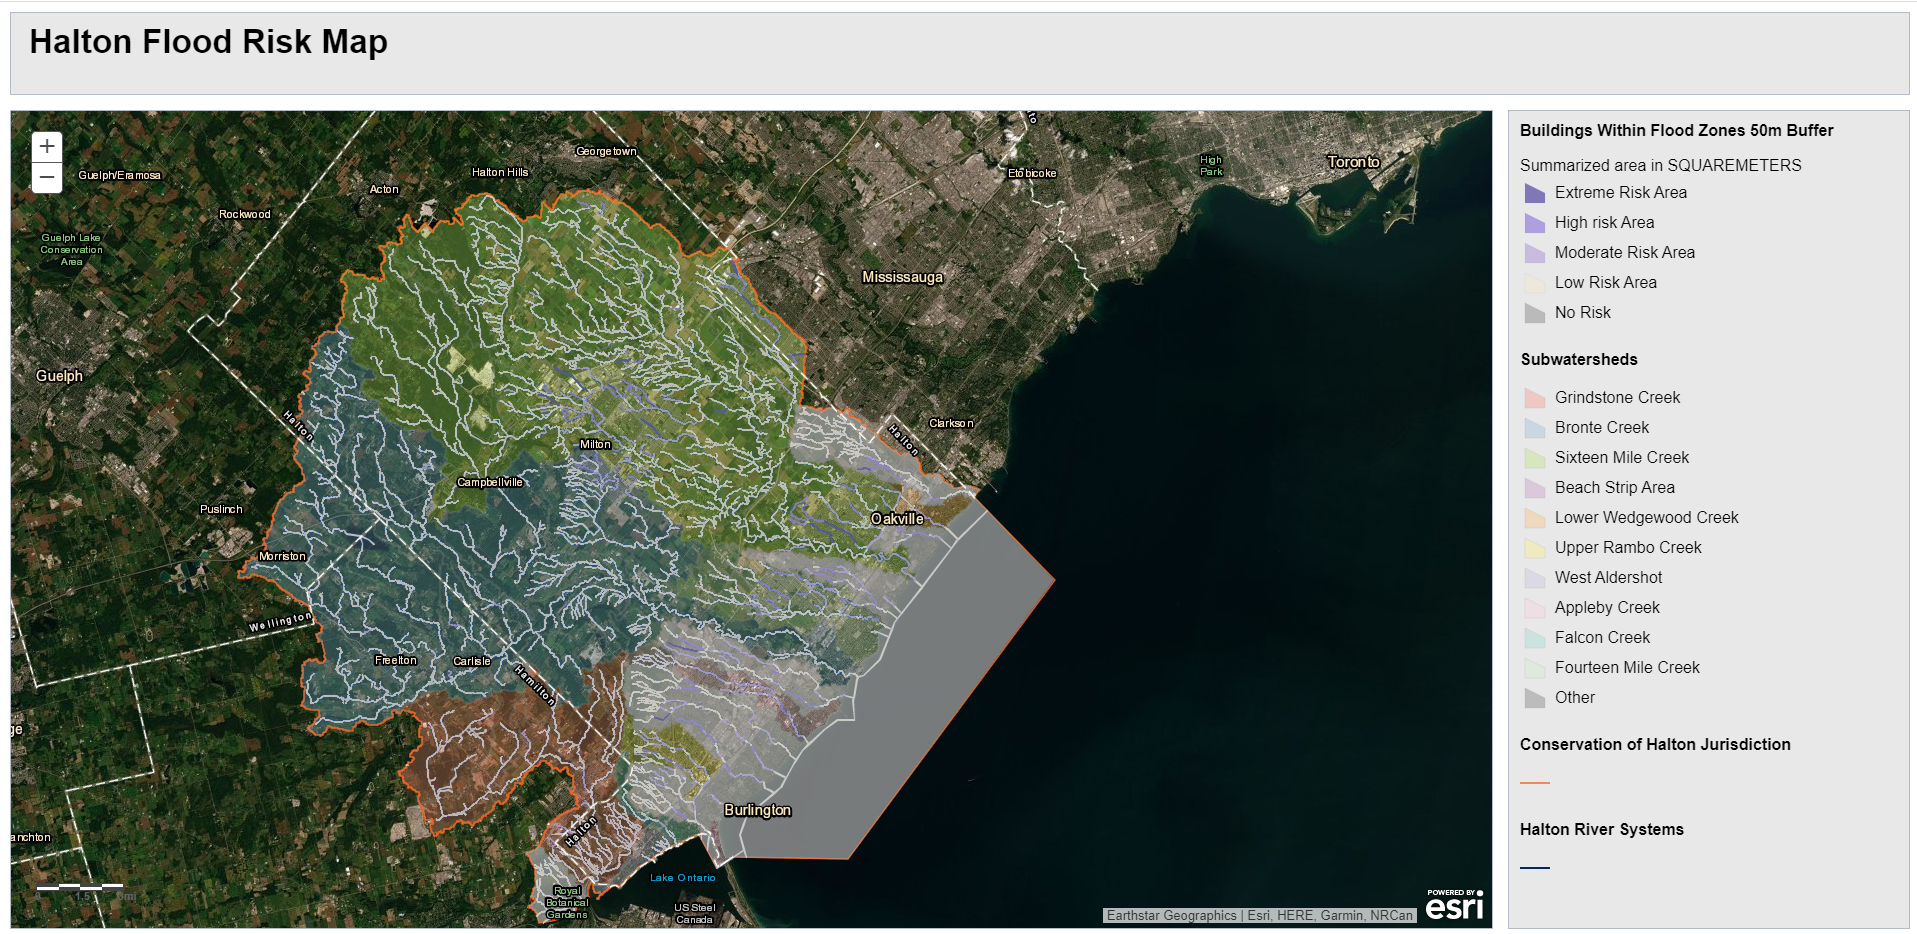 Halton Flood Risk Map
+
−
Guelph/Eramosa
Rockwood
Acton
Halton Hills
Georgetown
Etobicoke
High
Park
Toronto
Guelph Lake
Conservation
Area
Mississauga
Guelph
Halton
Milton
Clarkson
Halton
Campbellville
Puslinch
Oakville
Morriston
Wellington
Freelton
Carlisle
Hamilton
Burlington
Halton
Lake Ontario
Royal
Botanical
Gardens
US Steel
Canada
Earthstar Geographics | Esri, HERE, Garmin, NRCan
POWERED BY
esri
Buildings Within Flood Zones 50m Buffer
Summarized area in SQUAREMETERS
Extreme Risk Area
High risk Area
Moderate Risk Area
Low Risk Area
No Risk
Subwatersheds
Grindstone Creek
Bronte Creek
Sixteen Mile Creek
Beach Strip Area
Lower Wedgewood Creek
Upper Rambo Creek
West Aldershot
Appleby Creek
Falcon Creek
Fourteen Mile Creek
Other
Conservation of Halton Jurisdiction
Halton River Systems